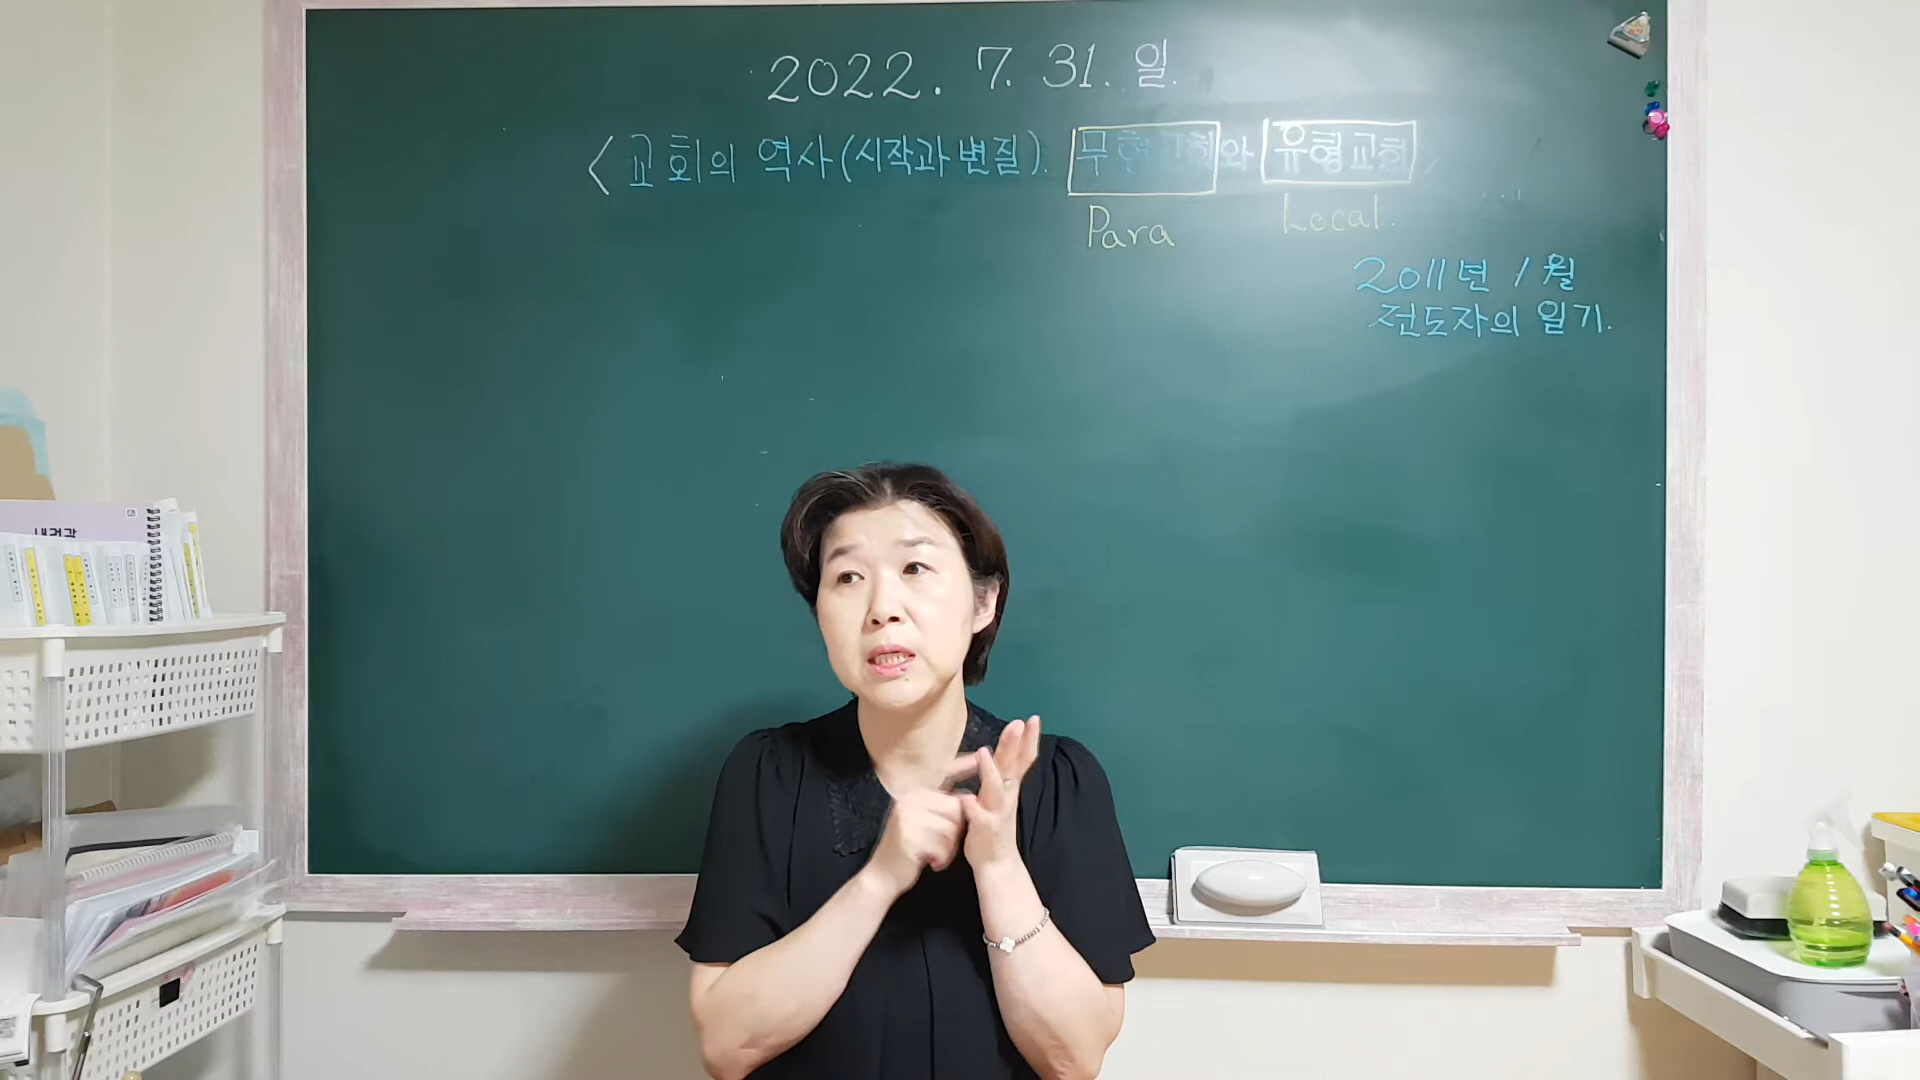 2022. 7. 31. 일.
<교회의 역사(시작과 변질). 무형교회와 유형교회>
Para Local.
2011년 1월
전도자의 일기.